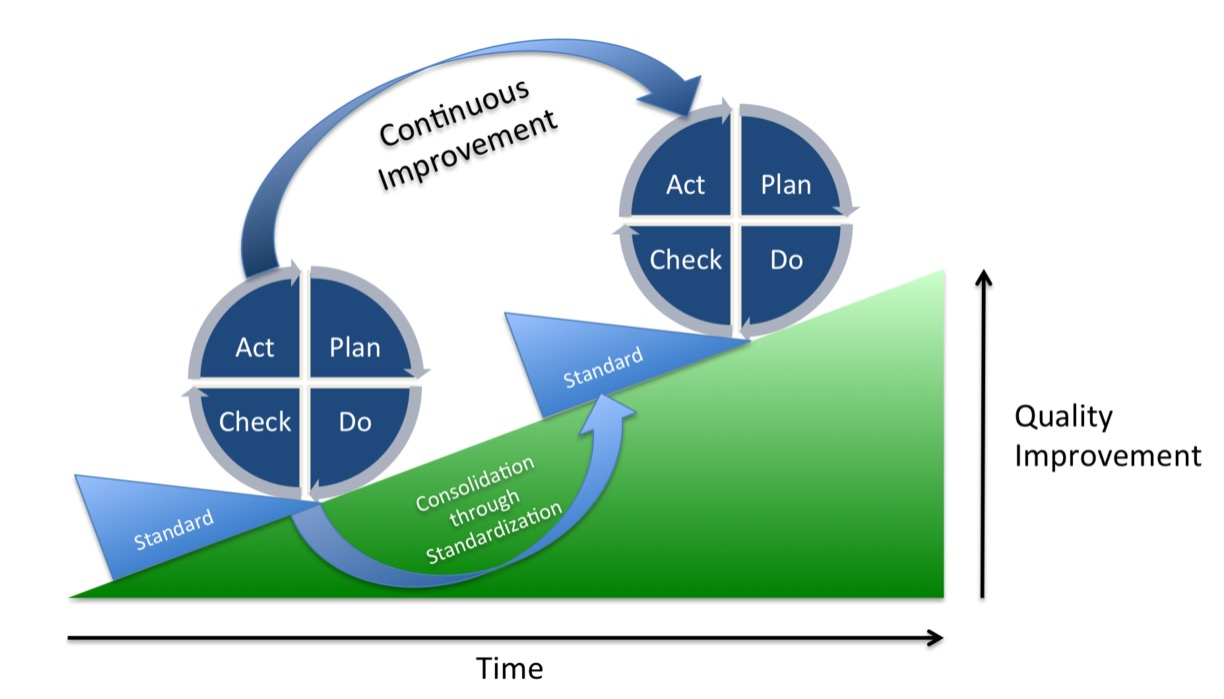 Continuous
Improvement
Act
Plan
Check
Do
Act
Plan
Check
Do
Standard
Standard
Consolidation
through
Standardization
Quality
Improvement
Time